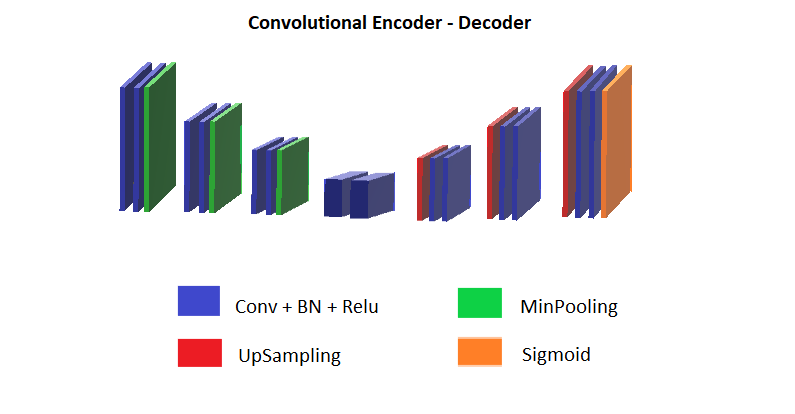 Convolutional Encoder - Decoder
Conv + BN + Relu
MinPooling
UpSampling
Sigmoid